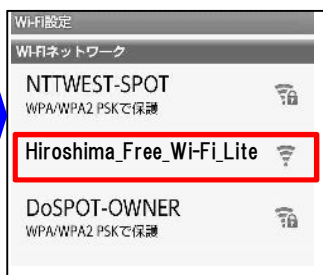 Wi-Fi設定
Wi-Fiネットワーク
NTTWEST-SPOT
WPA/WPA2 PSKで保護
Hiroshima_Free_Wi-Fi_Lite
DoSPOT-OWNER
WPA/WPA2 PSKで保護